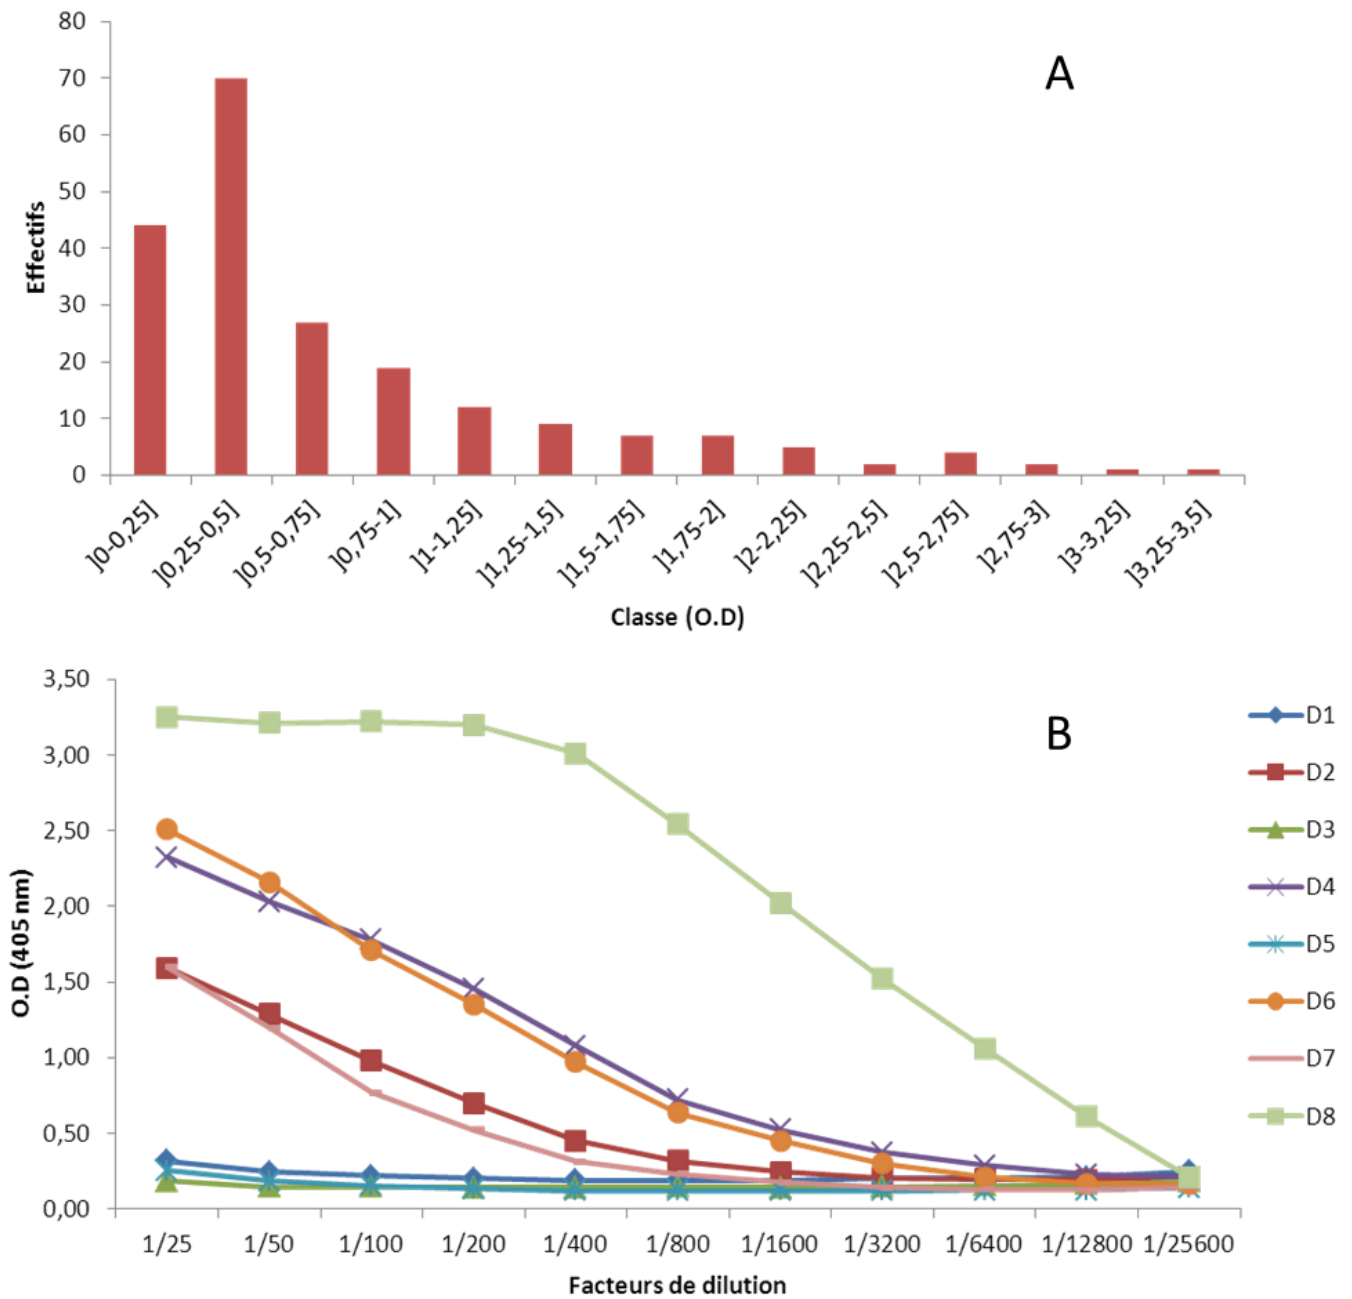 80
70
60
50
40
30
20
10
0
Effectifs
A
]0-0,25]
]0,25-0,5]
]0,5-0,75]
]0,75-1]
]1-1,25]
]1,25-1,5]
]1,5-1,75]
]1,75-2]
]2-2,25]
]2,25-2,5]
]2,5-2,75]
]2,75-3]
]3-3,25]
]3,25-3,5]
Classe (O.D)
3,50
3,00
2,50
2,00
1,50
1,00
0,50
0,00
O.D (405 nm)
B
D1
D2
D3
D4
D5
D6
D7
D8
1/25 1/50 1/100 1/200 1/400 1/800 1/1600 1/3200 1/6400 1/12800 1/25600
Facteurs de dilution